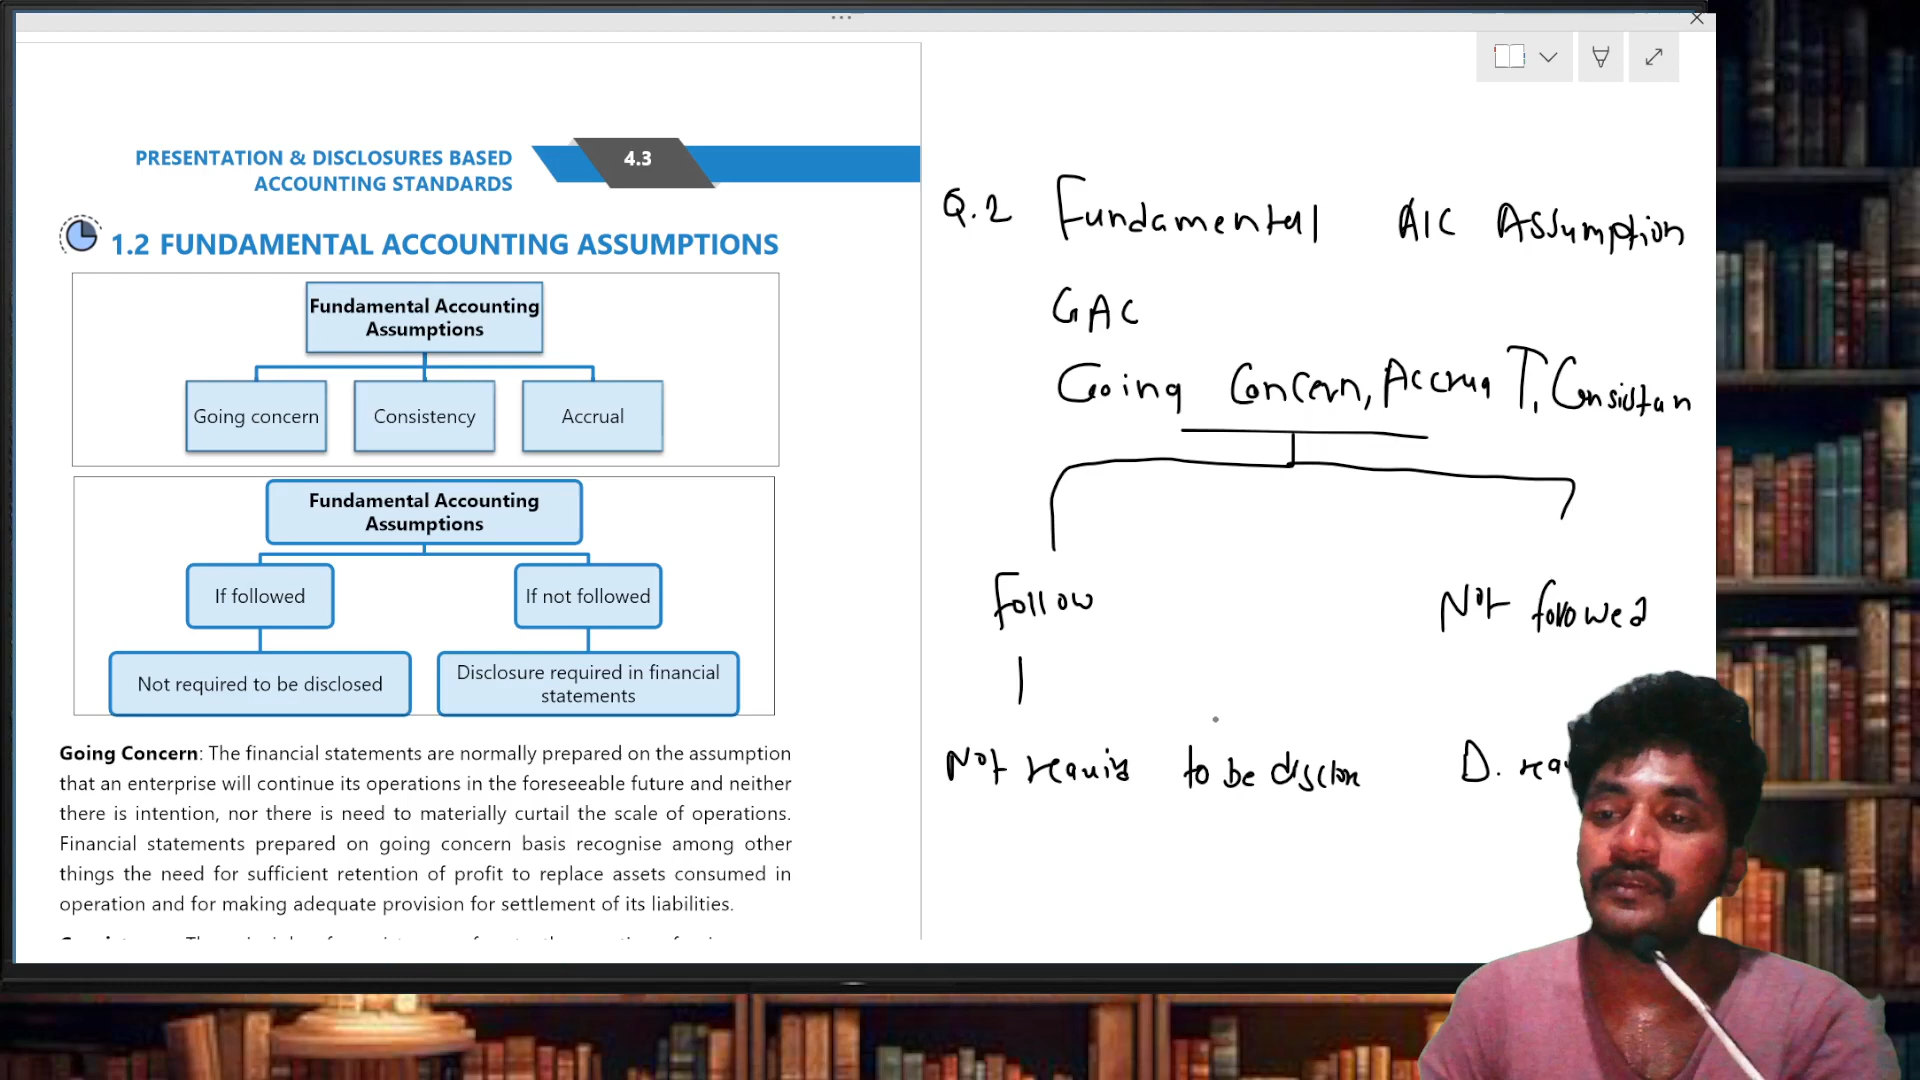 PRESENTATION & DISCLOSURES BASED
ACCOUNTING STANDARDS
4.3
1.2 FUNDAMENTAL ACCOUNTING ASSUMPTIONS
Fundamental Accounting
Assumptions
Going concern
Consistency
Accrual
Fundamental Accounting
Assumptions
If followed
If not followed
Not required to be disclosed
Disclosure required in financial
statements
Going Concern: The financial statements are normally prepared on the assumption
that an enterprise will continue its operations in the foreseeable future and neither
there is intention, nor there is need to materially curtail the scale of operations.
Financial statements prepared on going concern basis recognise among other
things the need for sufficient retention of profit to replace assets consumed in
operation and for making adequate provision for settlement of its liabilities.
Q.2 Fundamental A/C Assumption
GAC
Going Concern, Accrua
Follow
Not followed
Not to be
D.